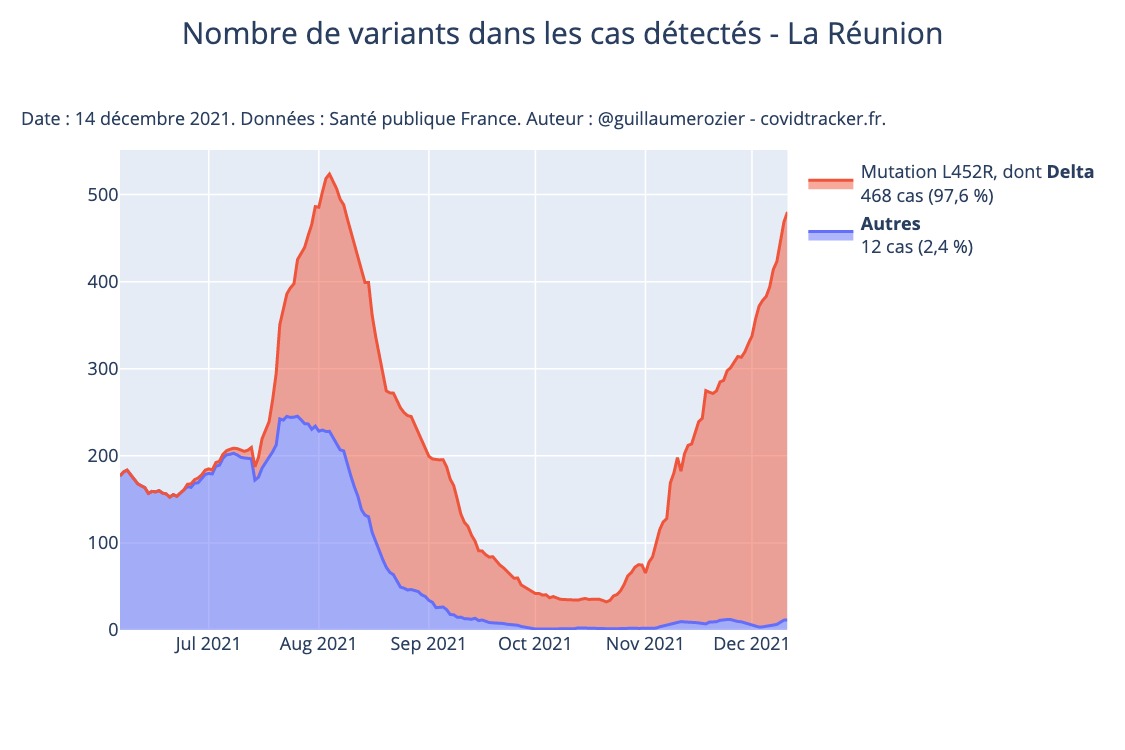 Nombre de variants dans les cas détectés - La Réunion
Date : 14 décembre 2021. Données : Santé publique France. Auteur : @guillaumerozier - covidtracker.fr.
Mutation L452R, dont Delta
468 cas (97,6 %)
Autres
12 cas (2,4 %)
500
400
300
200
100
0
Jul 2021 Aug 2021 Sep 2021 Oct 2021 Nov 2021 Dec 2021